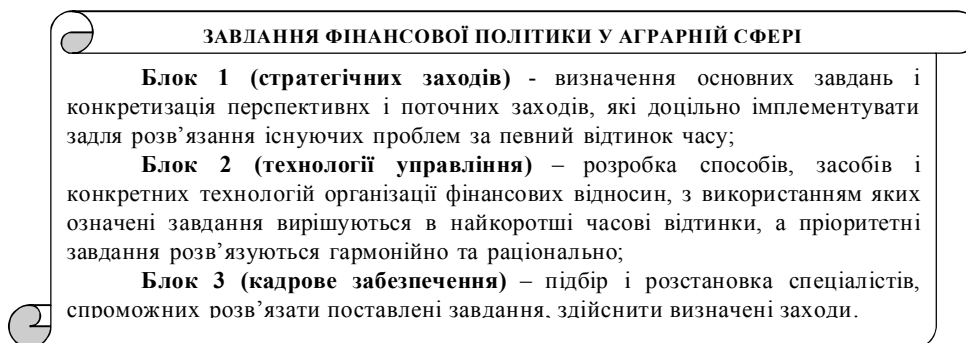 ЗАВДАННЯ ФІНАНСОВОЇ ПОЛІТИКИ У АГРАРНІЙ СФЕРІ
Блок 1 (стратегічних заходів) - визначення основних завдань і
конкретизація перспективнх і поточних заходів, які доцільно імплементувати
задля розв’язання існуючих проблем за певний відтинок часу;
Блок 2 (технології управління) – розробка способів, засобів і
конкретних технологій організації фінансових відносин, з використанням яких
означені завдання вирішуються в найкоротші часові відтинки, а пріоритетні
завдання розв’язуються гармонійно та раціонально;
Блок 3 (кадрове забезпечення) – підбір і розстановка спеціалістів,
спроможних розв’язати поставлені завдання, здійснити визначені заходи.